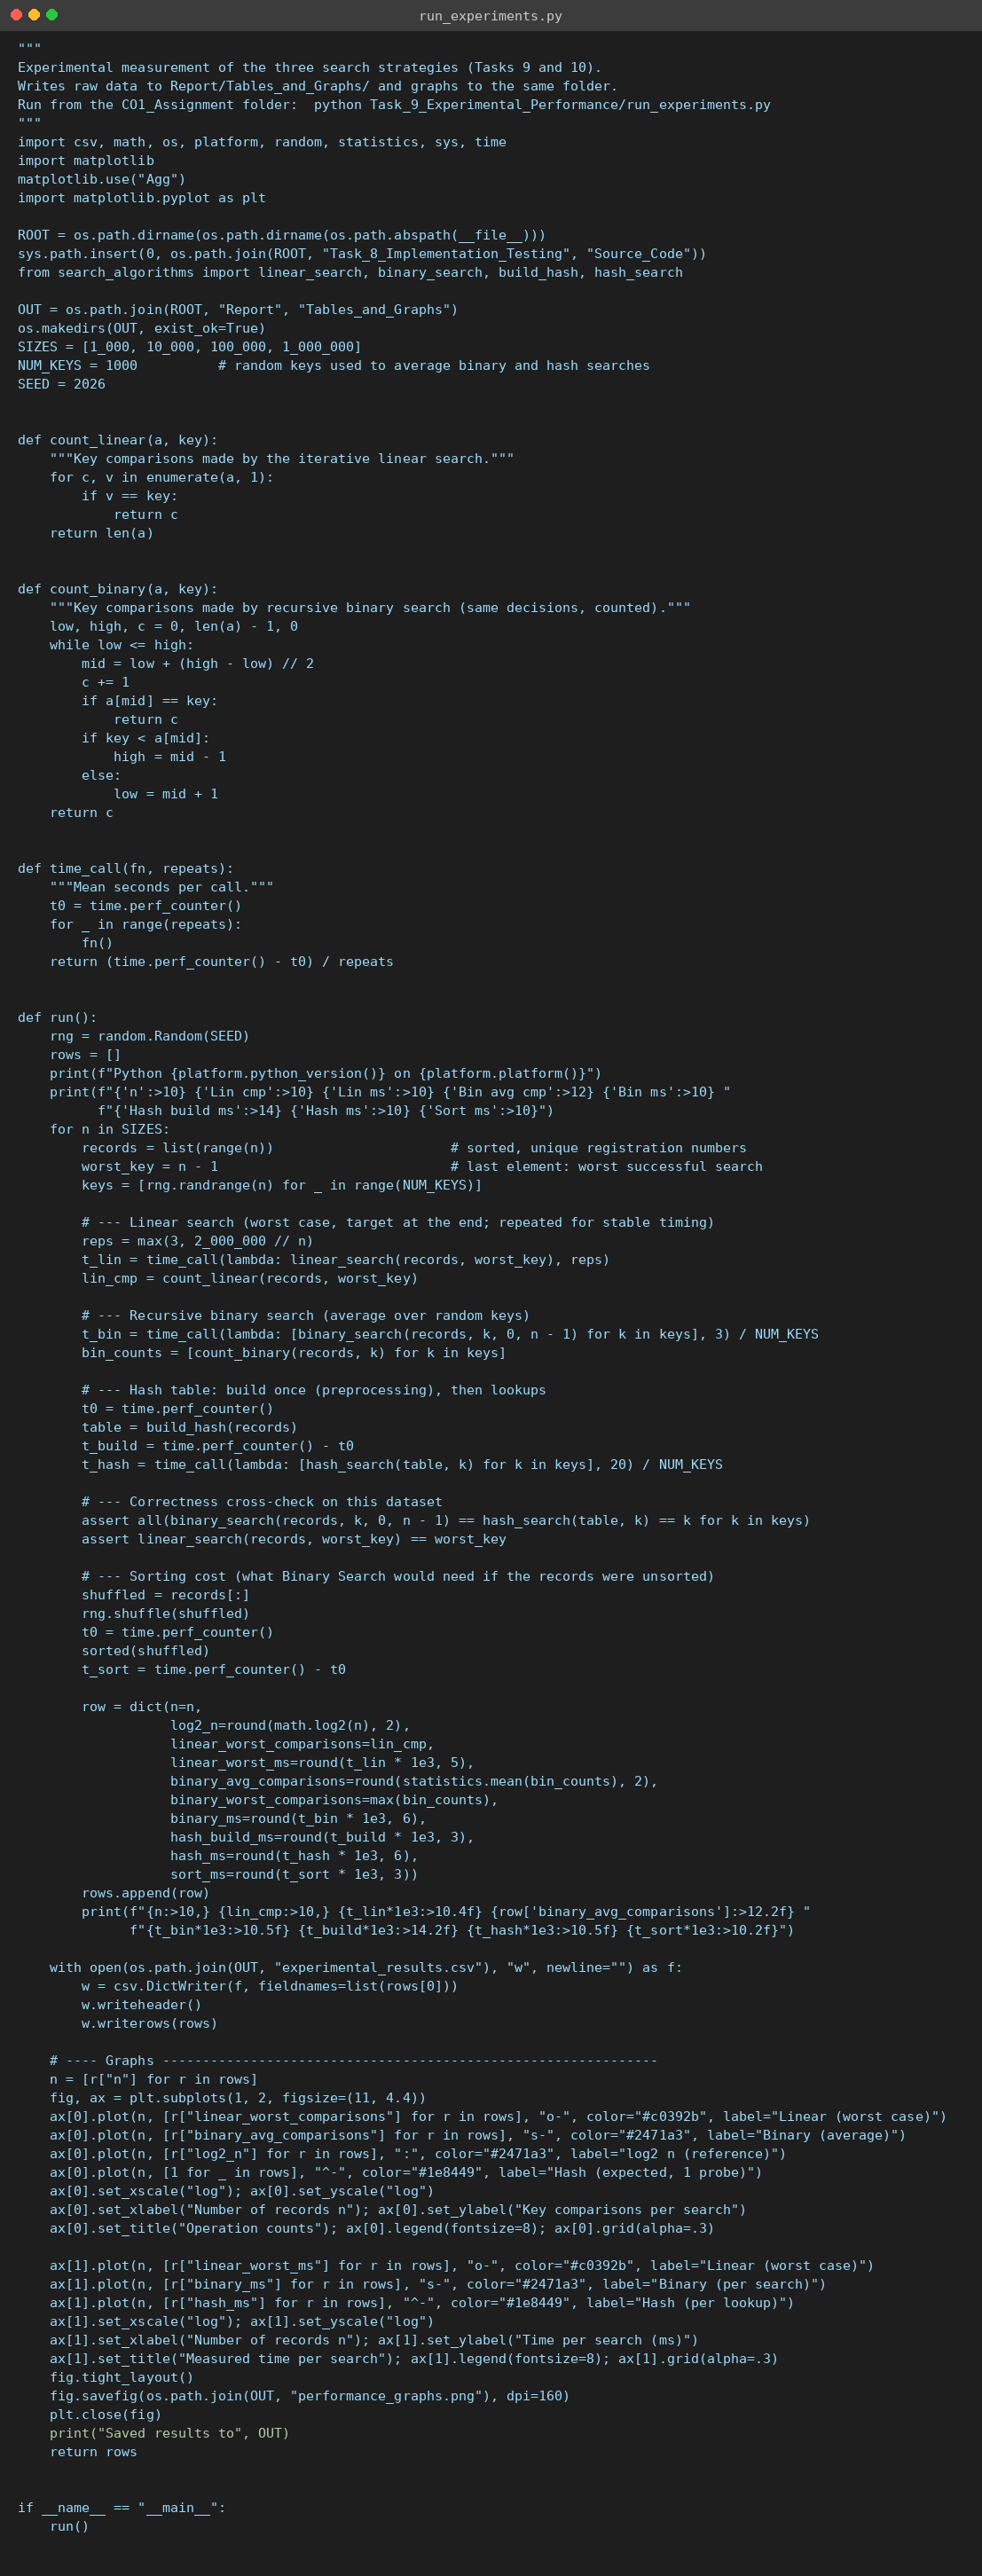 run_experiments.py
"""
Experimental measurement of the three search strategies (Tasks 9 and 10).
Writes raw data to Report/Tables_and_Graphs/ and graphs to the same folder.
Run from the CO1_Assignment folder:  python Task_9_Experimental_Performance/run_experiments.py
"""
import csv, math, os, platform, random, statistics, sys, time
import matplotlib
matplotlib.use("Agg")
import matplotlib.pyplot as plt

ROOT = os.path.dirname(os.path.dirname(os.path.abspath(__file__)))
sys.path.insert(0, os.path.join(ROOT, "Task_8_Implementation_Testing", "Source_Code"))
from search_algorithms import linear_search, binary_search, build_hash, hash_search

OUT = os.path.join(ROOT, "Report", "Tables_and_Graphs")
os.makedirs(OUT, exist_ok=True)
SIZES = [1_000, 10_000, 100_000, 1_000_000]
NUM_KEYS = 1000          # random keys used to average binary and hash searches
SEED = 2026


def count_linear(a, key):
    """Key comparisons made by the iterative linear search."""
    for c, v in enumerate(a, 1):
        if v == key:
            return c
    return len(a)


def count_binary(a, key):
    """Key comparisons made by recursive binary search (same decisions, counted)."""
    low, high, c = 0, len(a) - 1, 0
    while low <= high:
        mid = low + (high - low) // 2
        c += 1
        if a[mid] == key:
            return c
        if key < a[mid]:
            high = mid - 1
        else:
            low = mid + 1
    return c


def time_call(fn, repeats):
    """Mean seconds per call."""
    t0 = time.perf_counter()
    for _ in range(repeats):
        fn()
    return (time.perf_counter() - t0) / repeats


def run():
    rng = random.Random(SEED)
    rows = []
    print(f"Python {platform.python_version()} on {platform.platform()}")
    print(f"{'n':>10} {'Lin cmp':>10} {'Lin ms':>10} {'Bin avg cmp':>12} {'Bin ms':>10} "
          f"{'Hash build ms':>14} {'Hash ms':>10} {'Sort ms':>10}")
    for n in SIZES:
        records = list(range(n))                      # sorted, unique registration numbers
        worst_key = n - 1                             # last element: worst successful search
        keys = [rng.randrange(n) for _ in range(NUM_KEYS)]

        # --- Linear search (worst case, target at the end; repeated for stable timing)
        reps = max(3, 2_000_000 // n)
        t_lin = time_call(lambda: linear_search(records, worst_key), reps)
        lin_cmp = count_linear(records, worst_key)

        # --- Recursive binary search (average over random keys)
        t_bin = time_call(lambda: [binary_search(records, k, 0, n - 1) for k in keys], 3) / NUM_KEYS
        bin_counts = [count_binary(records, k) for k in keys]

        # --- Hash table: build once (preprocessing), then lookups
        t0 = time.perf_counter()
        table = build_hash(records)
        t_build = time.perf_counter() - t0
        t_hash = time_call(lambda: [hash_search(table, k) for k in keys], 20) / NUM_KEYS

        # --- Correctness cross-check on this dataset
        assert all(binary_search(records, k, 0, n - 1) == hash_search(table, k) == k for k in keys)
        assert linear_search(records, worst_key) == worst_key

        # --- Sorting cost (what Binary Search would need if the records were unsorted)
        shuffled = records[:]
        rng.shuffle(shuffled)
        t0 = time.perf_counter()
        sorted(shuffled)
        t_sort = time.perf_counter() - t0

        row = dict(n=n,
                   log2_n=round(math.log2(n), 2),
                   linear_worst_comparisons=lin_cmp,
                   linear_worst_ms=round(t_lin * 1e3, 5),
                   binary_avg_comparisons=round(statistics.mean(bin_counts), 2),
                   binary_worst_comparisons=max(bin_counts),
                   binary_ms=round(t_bin * 1e3, 6),
                   hash_build_ms=round(t_build * 1e3, 3),
                   hash_ms=round(t_hash * 1e3, 6),
                   sort_ms=round(t_sort * 1e3, 3))
        rows.append(row)
        print(f"{n:>10,} {lin_cmp:>10,} {t_lin*1e3:>10.4f} {row['binary_avg_comparisons']:>12.2f} "
              f"{t_bin*1e3:>10.5f} {t_build*1e3:>14.2f} {t_hash*1e3:>10.5f} {t_sort*1e3:>10.2f}")

    with open(os.path.join(OUT, "experimental_results.csv"), "w", newline="") as f:
        w = csv.DictWriter(f, fieldnames=list(rows[0]))
        w.writeheader()
        w.writerows(rows)

    # ---- Graphs --------------------------------------------------------------
    n = [r["n"] for r in rows]
    fig, ax = plt.subplots(1, 2, figsize=(11, 4.4))
    ax[0].plot(n, [r["linear_worst_comparisons"] for r in rows], "o-", color="#c0392b", label="Linear (worst case)")
    ax[0].plot(n, [r["binary_avg_comparisons"] for r in rows], "s-", color="#2471a3", label="Binary (average)")
    ax[0].plot(n, [r["log2_n"] for r in rows], ":", color="#2471a3", label="log2 n (reference)")
    ax[0].plot(n, [1 for _ in rows], "^-", color="#1e8449", label="Hash (expected, 1 probe)")
    ax[0].set_xscale("log"); ax[0].set_yscale("log")
    ax[0].set_xlabel("Number of records n"); ax[0].set_ylabel("Key comparisons per search")
    ax[0].set_title("Operation counts"); ax[0].legend(fontsize=8); ax[0].grid(alpha=.3)

    ax[1].plot(n, [r["linear_worst_ms"] for r in rows], "o-", color="#c0392b", label="Linear (worst case)")
    ax[1].plot(n, [r["binary_ms"] for r in rows], "s-", color="#2471a3", label="Binary (per search)")
    ax[1].plot(n, [r["hash_ms"] for r in rows], "^-", color="#1e8449", label="Hash (per lookup)")
    ax[1].set_xscale("log"); ax[1].set_yscale("log")
    ax[1].set_xlabel("Number of records n"); ax[1].set_ylabel("Time per search (ms)")
    ax[1].set_title("Measured time per search"); ax[1].legend(fontsize=8); ax[1].grid(alpha=.3)
    fig.tight_layout()
    fig.savefig(os.path.join(OUT, "performance_graphs.png"), dpi=160)
    plt.close(fig)
    print("Saved results to", OUT)
    return rows


if __name__ == "__main__":
    run()